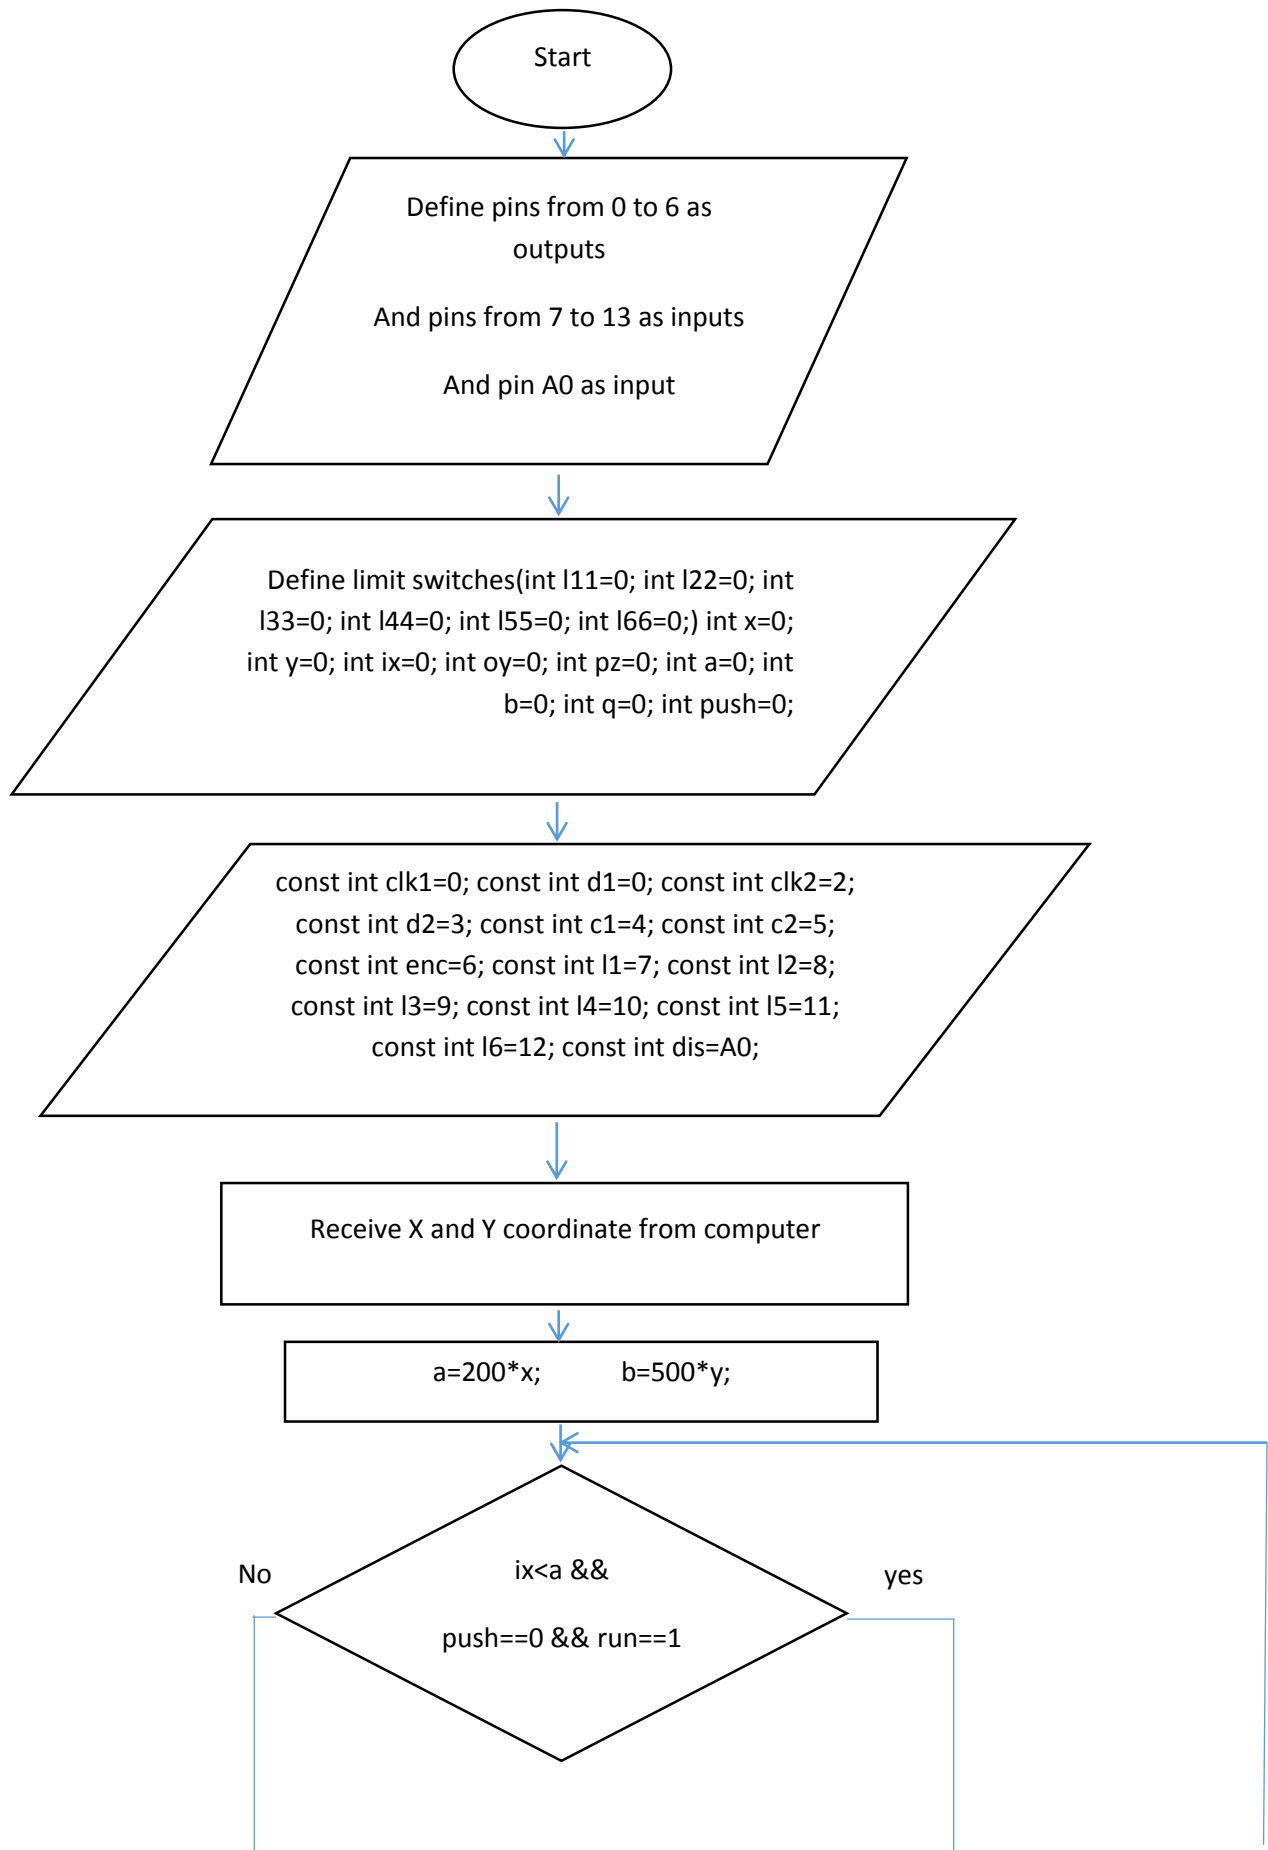 Start
Define pins from 0 to 6 as
outputs
And pins from 7 to 13 as inputs
And pin A0 as input
Define limit switches(int l11=0; int l22=0; int
l33=0; int l44=0; int l55=0; int l66=0;) int x=0;
int y=0; int ix=0; int oy=0; int pz=0; int a=0; int
b=0; int q=0; int push=0;
const int clk1=0; const int d1=0; const int clk2=2;
const int d2=3; const int c1=4; const int c2=5;
const int enc=6; const int l1=7; const int l2=8;
const int l3=9; const int l4=10; const int l5=11;
const int l6=12; const int dis=A0;
Receive X and Y coordinate from computer
a=200*x; b=500*y;
No
ix<a &&
yes
push==0 && run==1